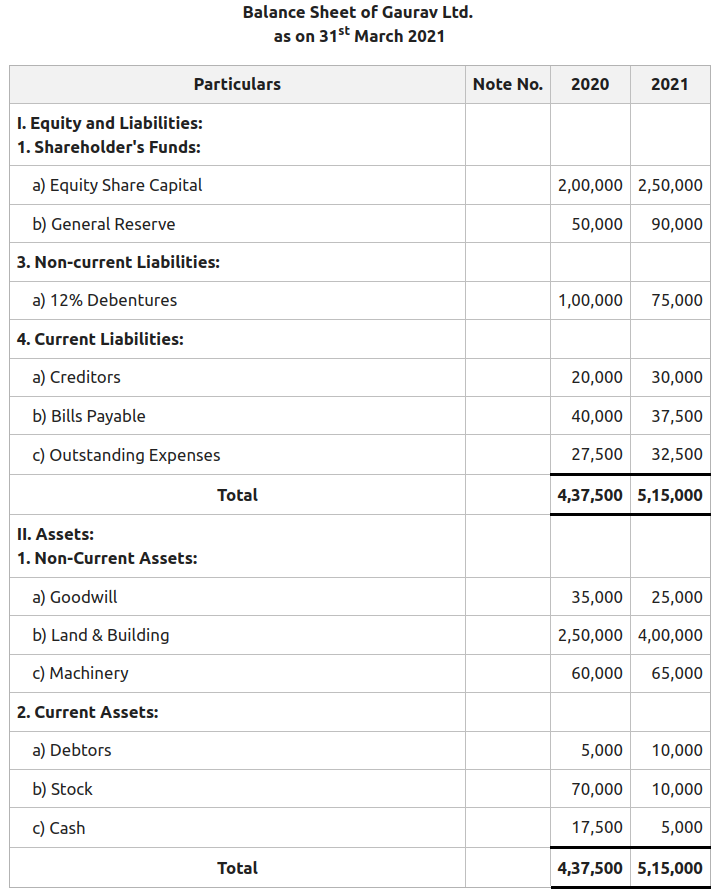 Balance Sheet of Gaurav Ltd.
as on 31st March 2021
Particulars Note No. 2020 2021
I. Equity and Liabilities:
1. Shareholder's Funds:
a) Equity Share Capital 2,00,000 2,50,000
b) General Reserve 50,000 90,000
3. Non-current Liabilities:
a) 12% Debentures 1,00,000 75,000
4. Current Liabilities:
a) Creditors 20,000 30,000
b) Bills Payable 40,000 37,500
c) Outstanding Expenses 27,500 32,500
Total 4,37,500 5,15,000
II. Assets:
1. Non-Current Assets:
a) Goodwill 35,000 25,000
b) Land & Building 2,50,000 4,00,000
c) Machinery 60,000 65,000
2. Current Assets:
a) Debtors 5,000 10,000
b) Stock 70,000 10,000
c) Cash 17,500 5,000
Total 4,37,500 5,15,000